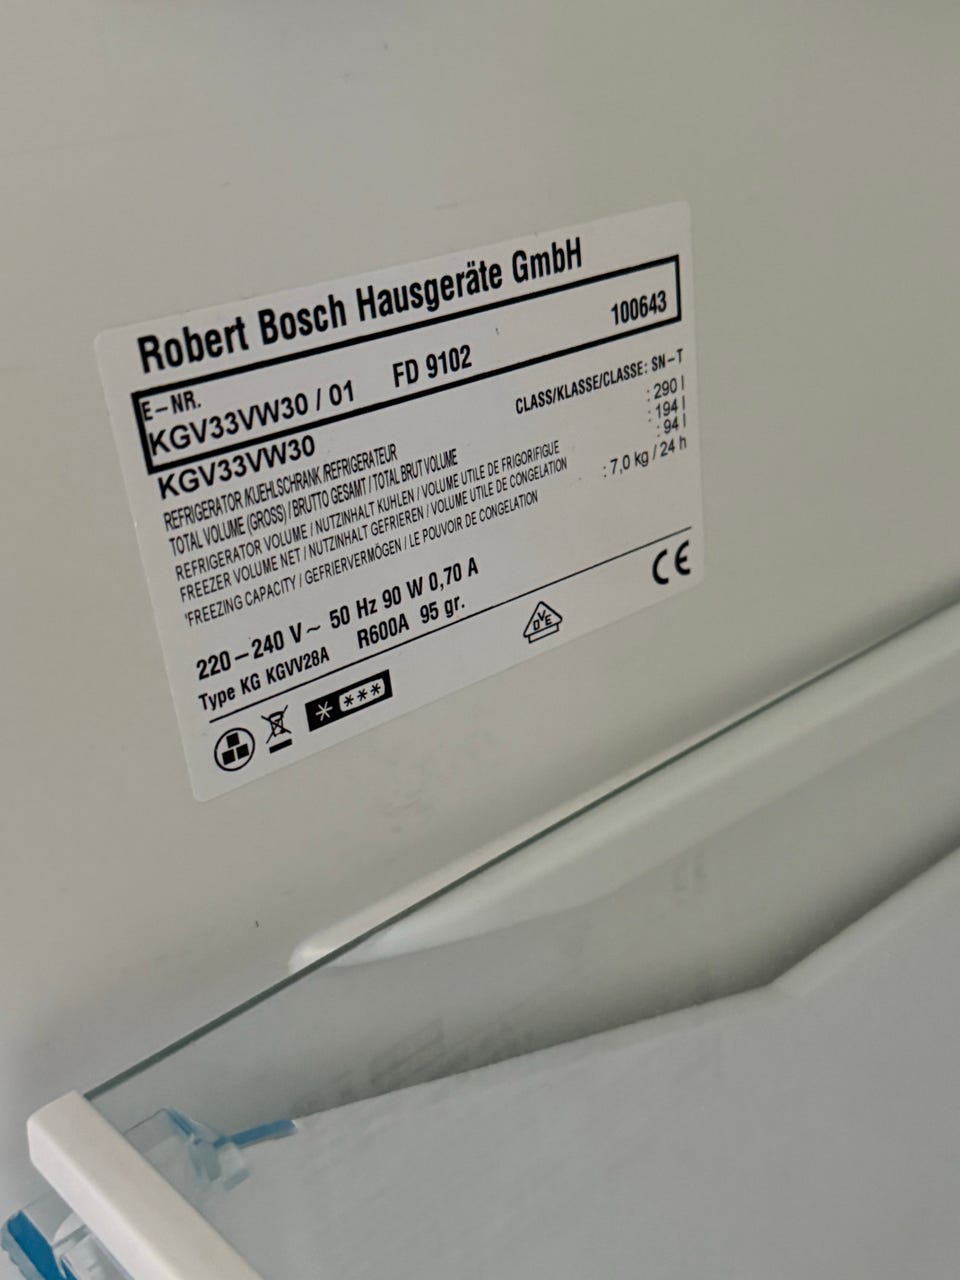 Robert Bosch Hausgeräte GmbH
E-NR.
KGV33VW30 / 01 FD 9102 100643
KGV33VW30 CLASS/KLASSE/CLASSE: SN-T
REFRIGERATOR /KUEHLSCHRANK /REFRIGERATEUR
TOTAL VOLUME (GROSS) / BRUTTO GESAMT / TOTAL BRUT VOLUME : 290 l
REFRIGERATOR VOLUME / NUTZINHALT KUHLEN / VOLUME UTILE DE FRIGORIFIGUE : 194 l
FREEZER VOLUME NET / NUTZINHALT GEFRIEREN / VOLUME UTILE DE CONGELATION : 94 l
'FREEZING CAPACITY / GEFRIERVERMÖGEN / LE POUVOIR DE CONGELATION : 7,0 kg / 24 h
220-240 V~ 50 Hz 90 W 0,70 A
Type KG KGVV28A R600A 95 gr.
DVE
CE